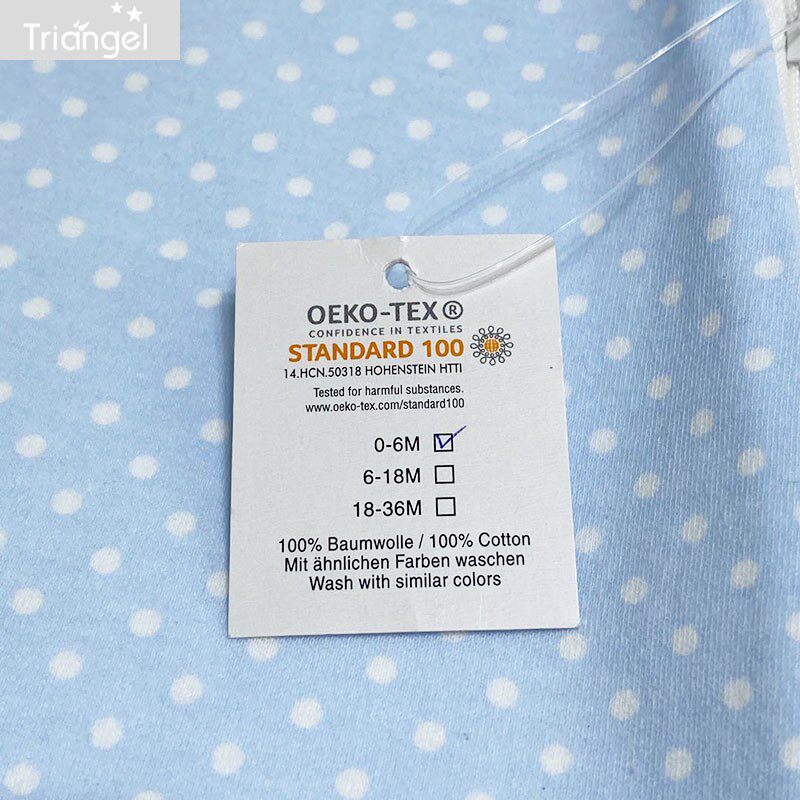 Triangel
OEKO-TEX®
CONFIDENCE IN TEXTILES
STANDARD 100
14.HCN.50318 HOHENSTEIN HTTI
Tested for harmful substances.
www.oeko-tex.com/standard100
0-6M
6-18M
18-36M
100% Baumwolle / 100% Cotton
Mit ähnlichen Farben waschen
Wash with similar colors